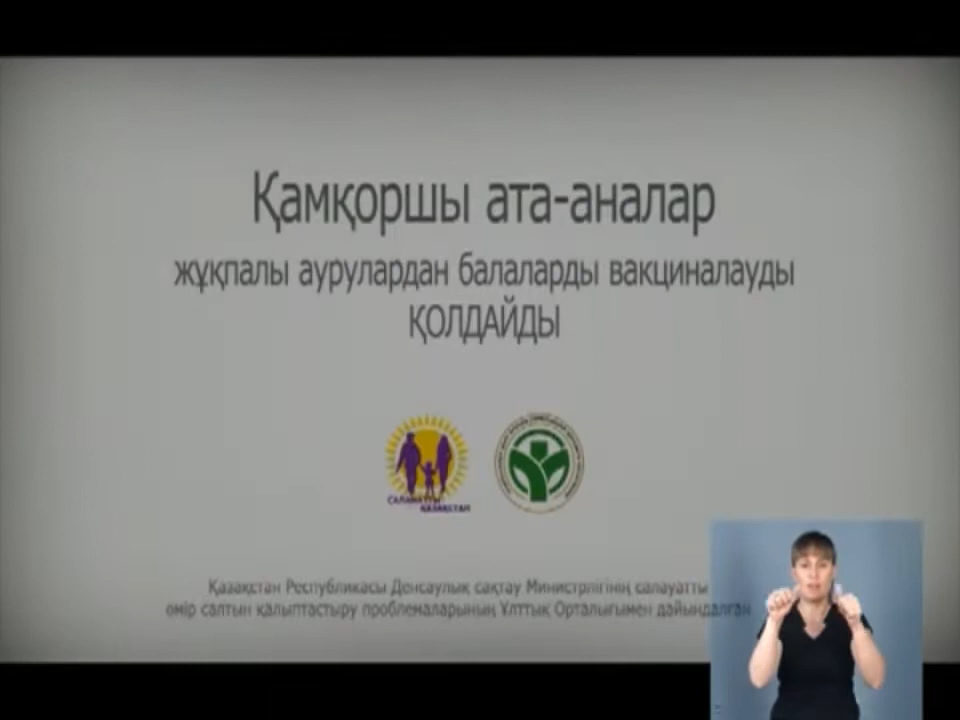 Қамқоршы ата-аналар
жұқпалы аурулардан балаларды вакциналауды
ҚОЛДАЙДЫ
САЛАМАТТЫ
ҚАЗАҚСТАН
Қазақстан Республикасы Денсаулық сақтау Министрлігінің салауатты
өмір салтын қалыптастыру проблемаларының Ұлттық Орталығымен дайындалған